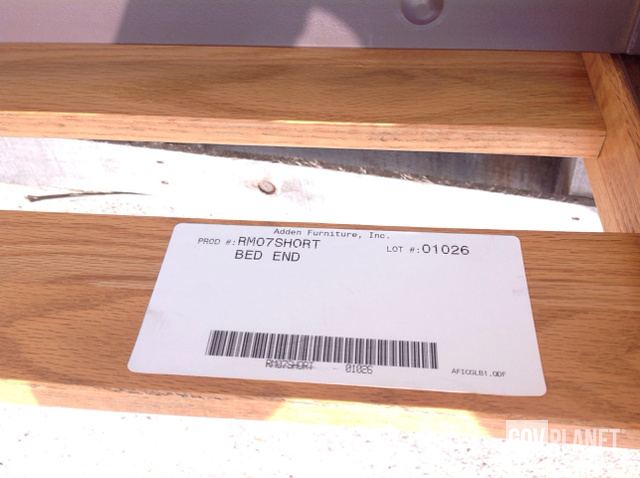 Adden Furniture, Inc.
PROD #:RM07SHORT LOT #:01026
BED END
RM07SHORT - 01026
AFICGLB1.QDF
GOVPLANET